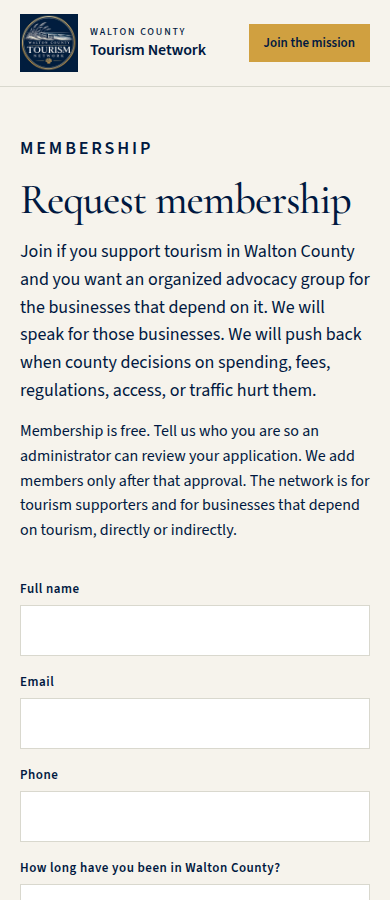 WALTON COUNTY
TOURISM
NETWORK
WALTON COUNTY
Tourism Network
Join the mission
MEMBERSHIP
Request membership
Join if you support tourism in Walton County
and you want an organized advocacy group for
the businesses that depend on it. We will
speak for those businesses. We will push back
when county decisions on spending, fees,
regulations, access, or traffic hurt them.
Membership is free. Tell us who you are so an
administrator can review your application. We add
members only after that approval. The network is for
tourism supporters and for businesses that depend
on tourism, directly or indirectly.
Full name
Email
Phone
How long have you been in Walton County?